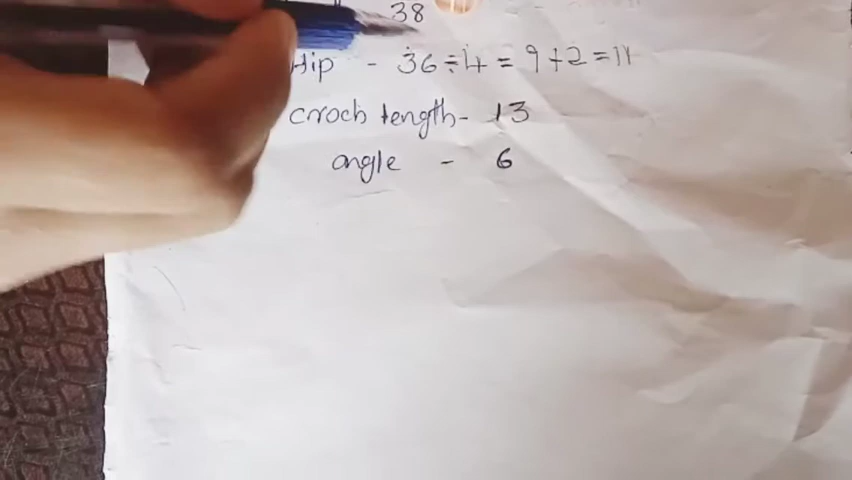 38
Hip - 36 ÷ 4 = 9 + 2 = 11
croch length - 13
angle - 6